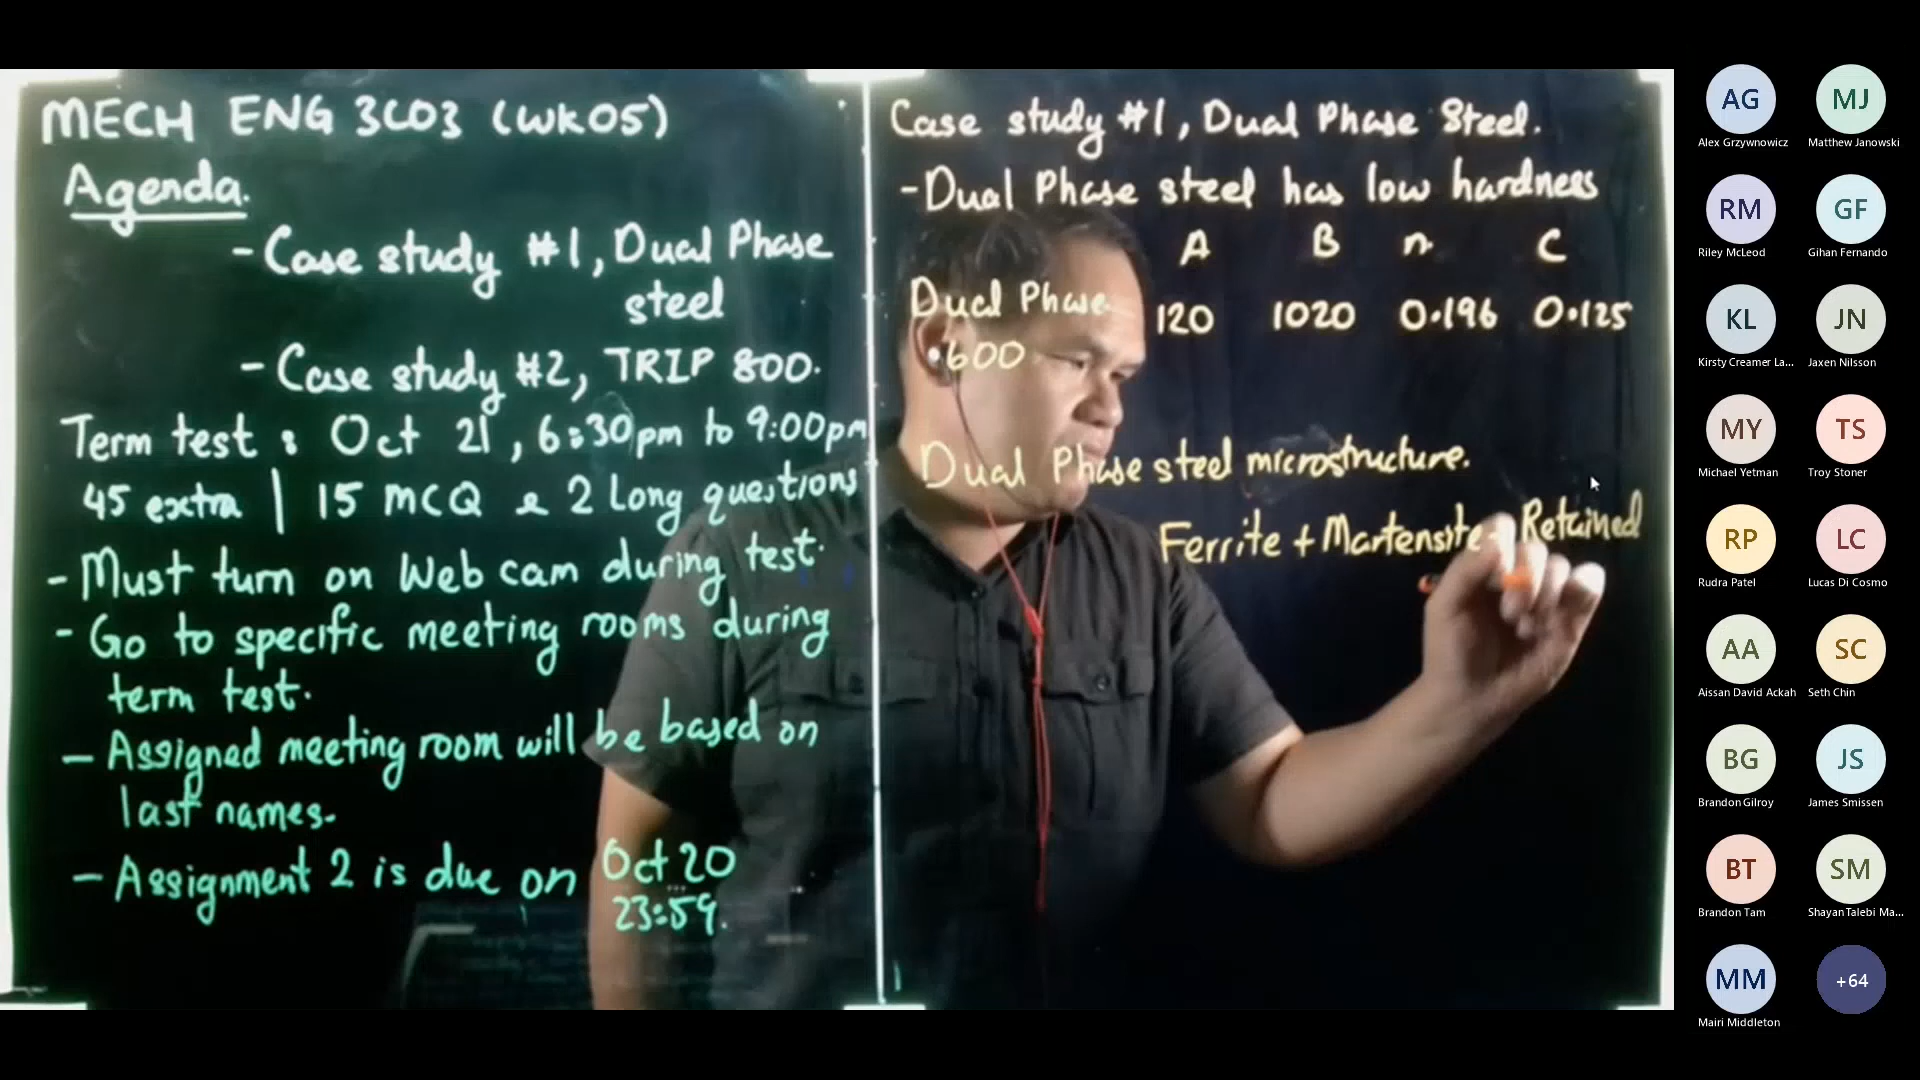 MECH ENG 3C03 (WK05)
Agenda.
- Case study #1, Dual Phase
steel
- Case study #2, TRIP 800.
Term test : Oct 21, 6:30pm to 9:00pm
45 extra | 15 MCQ & 2 Long questions
- Must turn on Web cam during test.
- Go to specific meeting rooms during
term test.
- Assigned meeting room will be based on
last names.
- Assignment 2 is due on Oct 20
23:59.
Case study #1, Dual Phase Steel.
- Dual Phase steel has low hardness
A B n C
Dual Phase 120 1020 0.196 0.125
600
Dual Phase steel microstructure.
Ferrite + Martensite + Retained
AG MJ
Alex Grzywnowicz Matthew Janowski
RM GF
Riley McLeod Gihan Fernando
KL JN
Kirsty Creamer La... Jaxen Nilsson
MY TS
Michael Yetman Troy Stoner
RP LC
Rudra Patel Lucas Di Cosmo
AA SC
Aissan David Ackah Seth Chin
BG JS
Brandon Gilroy James Smissen
BT SM
Brandon Tam Shayan Talebi Ma...
MM +64
Mairi Middleton